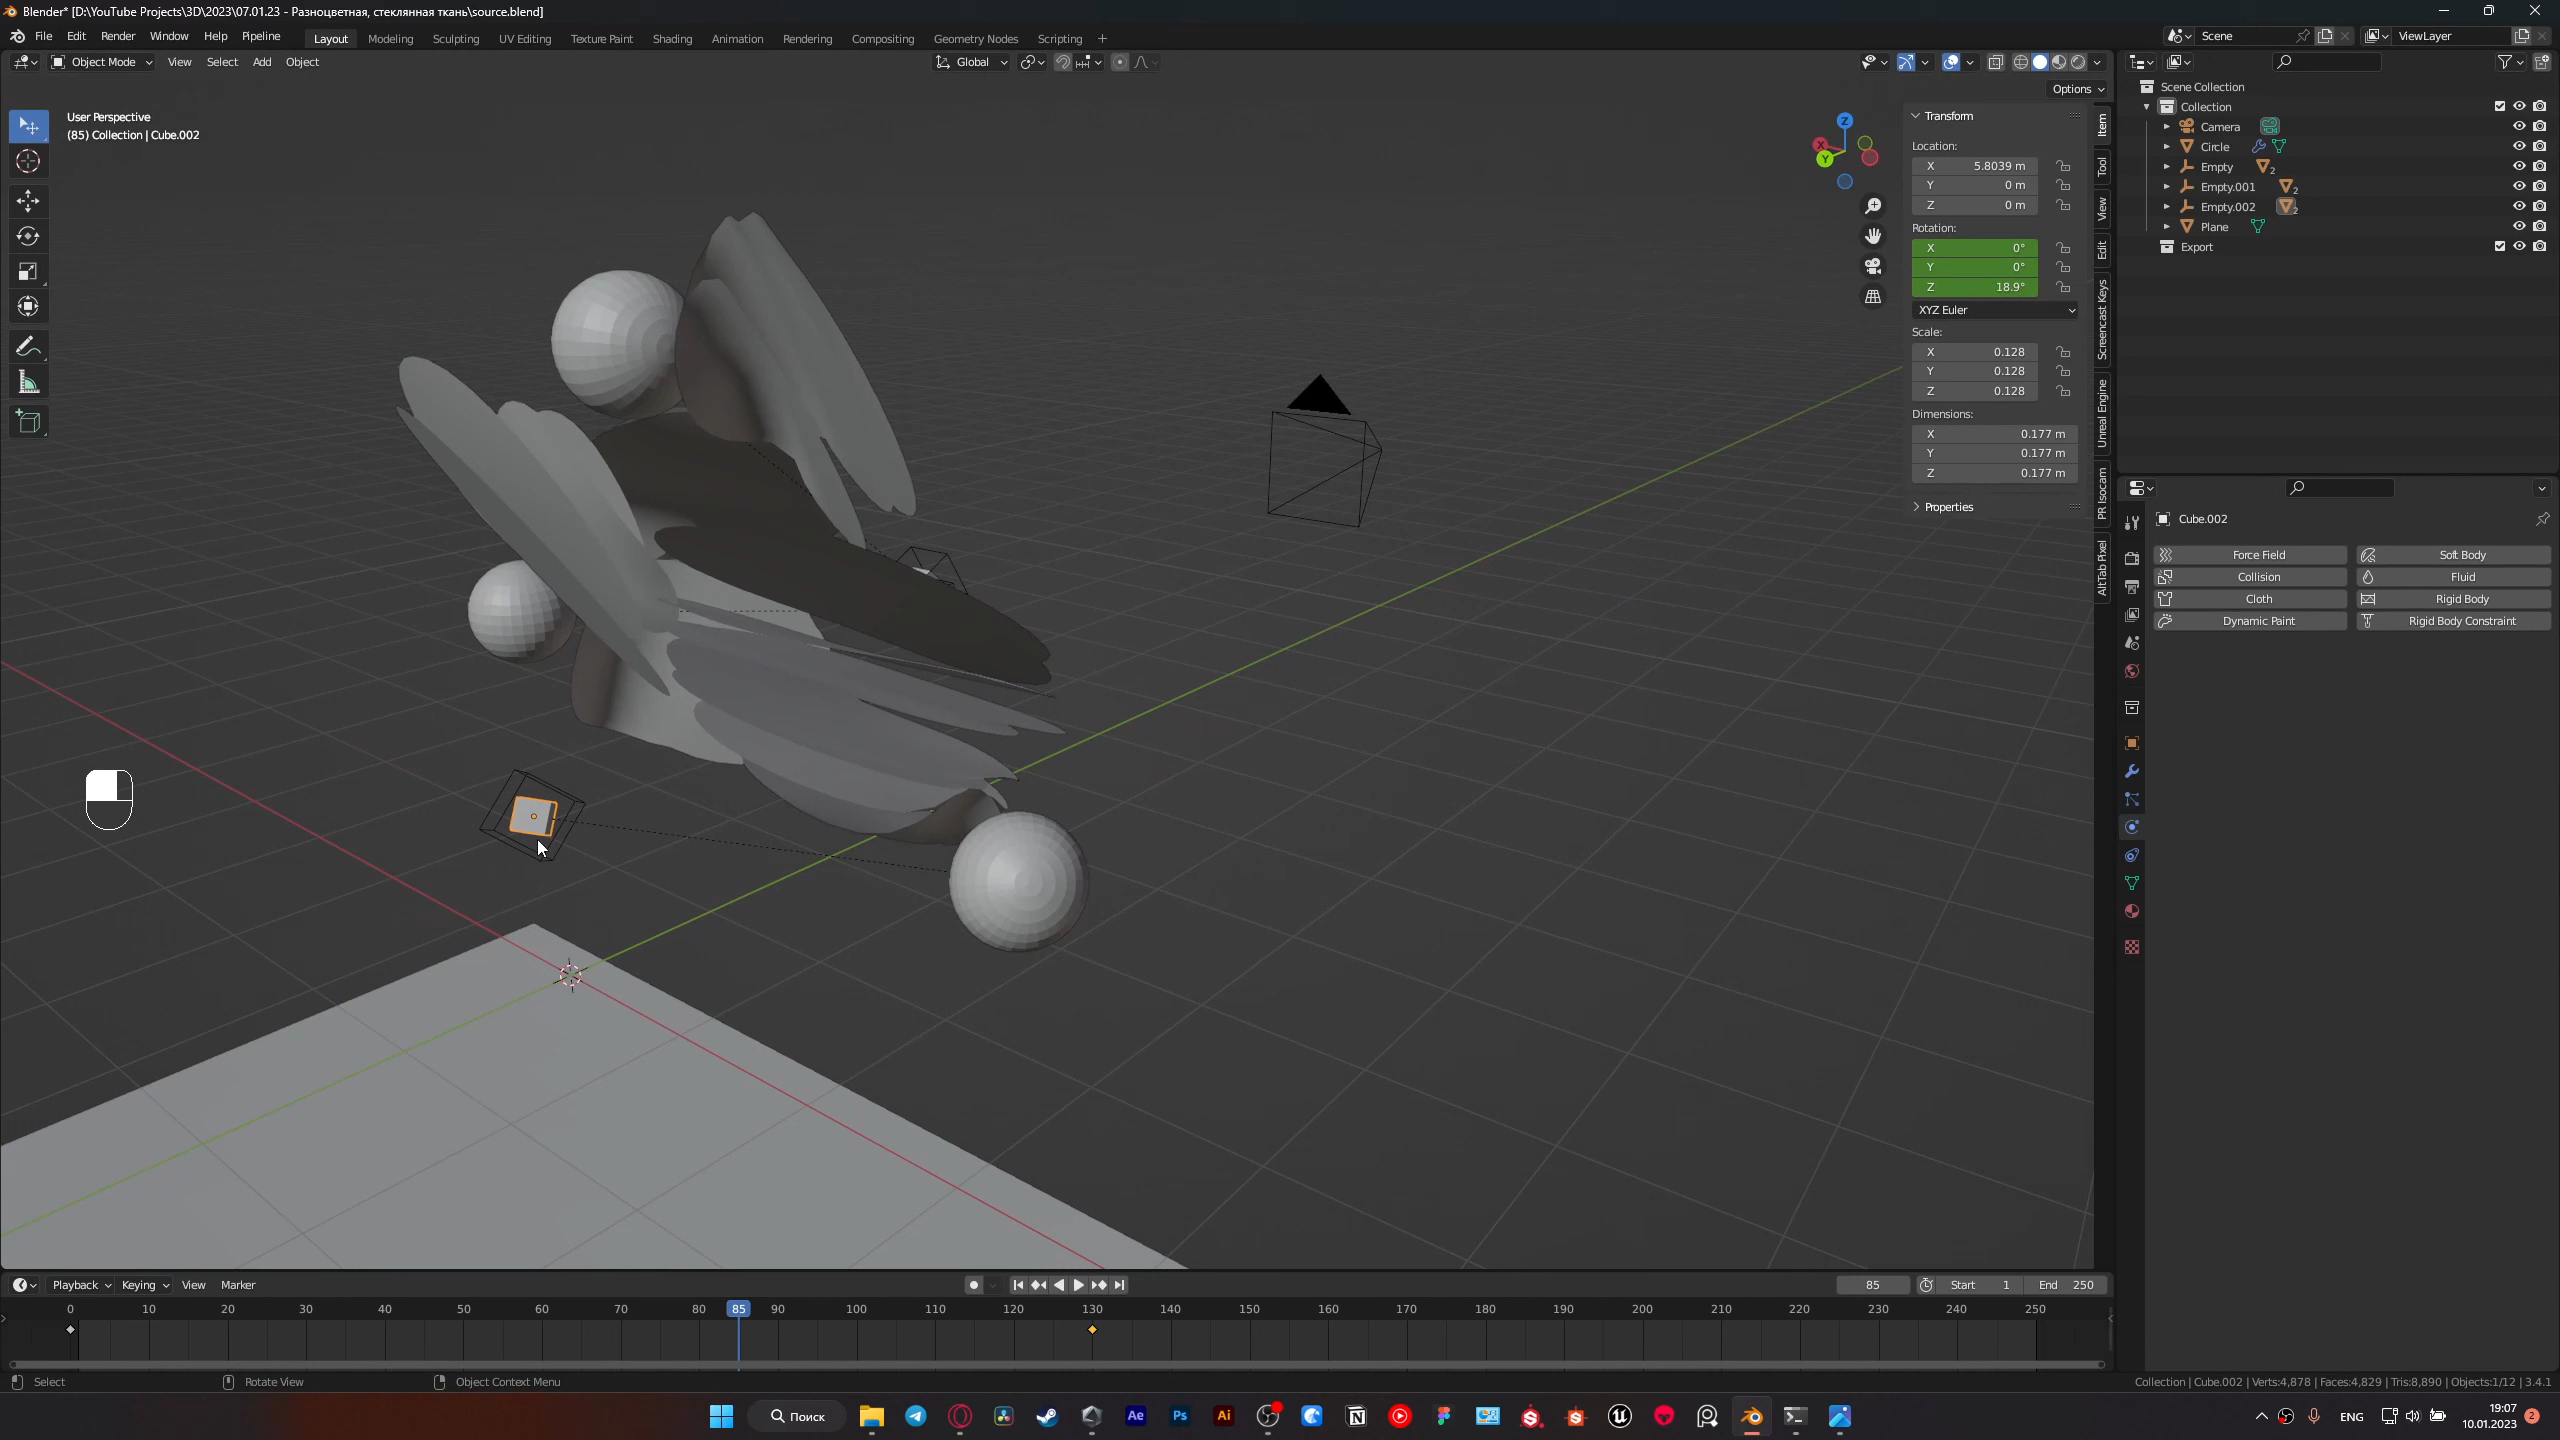 Blender* [D:\YouTube Projects\3D\2023\07.01.23 - Разноцветная, стеклянная ткань\source.blend]
File Edit Render Window Help Pipeline
Layout Modeling Sculpting UV Editing Texture Paint Shading Animation Rendering Compositing Geometry Nodes Scripting +
Scene
ViewLayer
Object Mode View Select Add Object
Global
Options
User Perspective
(85) Collection | Cube.002
X
Y
Z
Transform
Location:
X 5.8039 m
Y 0 m
Z 0 m
Rotation:
X 0°
Y 0°
Z 18.9°
XYZ Euler
Scale:
X 0.128
Y 0.128
Z 0.128
Dimensions:
X 0.177 m
Y 0.177 m
Z 0.177 m
Properties
Item
Tool
View
Edit
Screencast Keys
Unreal Engine
PR Isocam
AltTab Pixel
Scene Collection
Collection
Camera
Circle
Empty 2
Empty.001 2
Empty.002 2
Plane
Export
Cube.002
Force Field Soft Body
Collision Fluid
Cloth Rigid Body
Dynamic Paint Rigid Body Constraint
Playback Keying View Marker
85 Start 1 End 250
0 10 20 30 40 50 60 70 80 85 90 100 110 120 130 140 150 160 170 180 190 200 210 220 230 240 250
Select Rotate View Object Context Menu
Collection | Cube.002 | Verts:4,878 | Faces:4,829 | Tris:8,890 | Objects:1/12 | 3.4.1
Поиск
Ae Ps Ai
ENG
19:07
10.01.2023
2